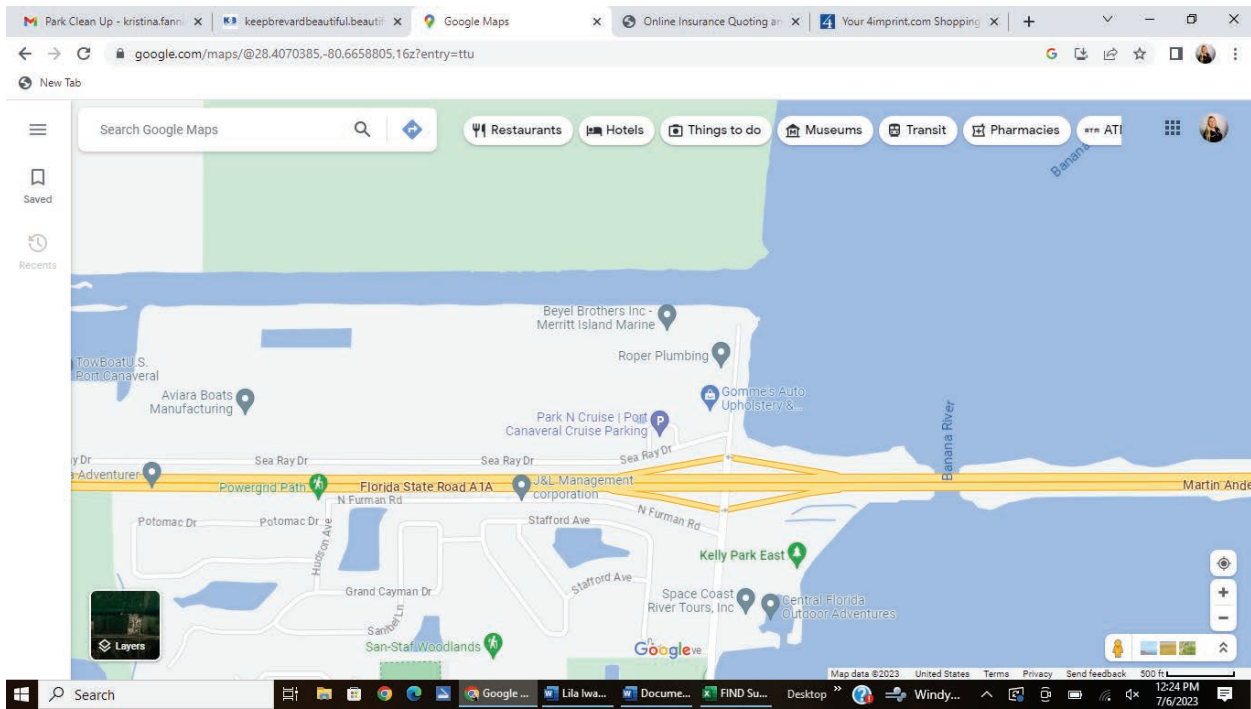 Park Clean Up - kristina.fanni
keepbrevardbeautiful.beautif
Google Maps
Online Insurance Quoting an
Your 4imprint.com Shopping
google.com/maps/@28.4070385,-80.6658805,16z?entry=ttu
New Tab
Search Google Maps
Restaurants
Hotels
Things to do
Museums
Transit
Pharmacies
ATI
Saved
Recents
Banana
Beyel Brothers Inc -
Merritt Island Marine
Roper Plumbing
TowBoatU.S.
Port Canaveral
Aviara Boats
Manufacturing
Gomme's Auto
Upholstery &...
Park N Cruise | Port
Canaveral Cruise Parking
P
Banana River
y Dr
Sea Ray Dr
Sea Ray Dr
Sea Ray Dr
a Adventurer
Powergrid Path
Florida State Road A1A
J&L Management
corporation
Martin Ande
N Furman Rd
N Furman Rd
Potomac Dr
Potomac Dr
Stafford Ave
Hudson Ave
Kelly Park East
Stafford Ave
Grand Cayman Dr
Space Coast
River Tours, Inc
Central Florida
Outdoor Adventures
Sanibel Ln
San-Staf Woodlands
Google
ve
Layers
Map data ©2023 United States Terms Privacy Send feedback 500 ft
Search
Google ...
Lila Iwa...
Docume...
FIND Su...
Desktop
Windy...
12:24 PM
7/6/2023